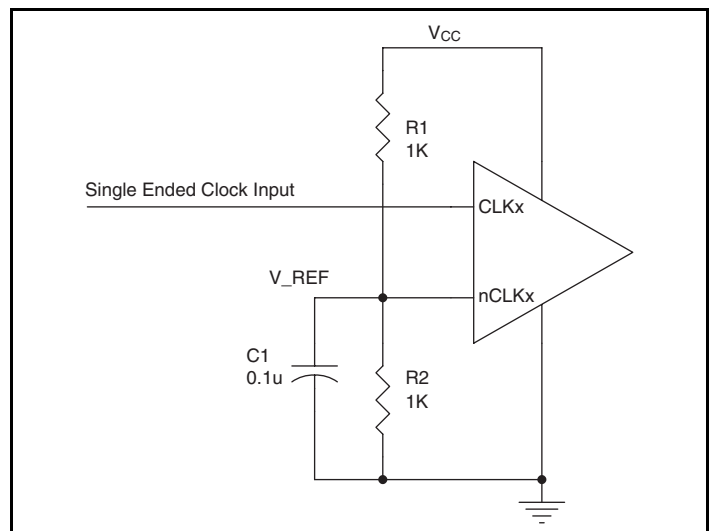 VCC
R1
1K
Single Ended Clock Input
CLKx
V_REF
nCLKx
C1
0.1u
R2
1K